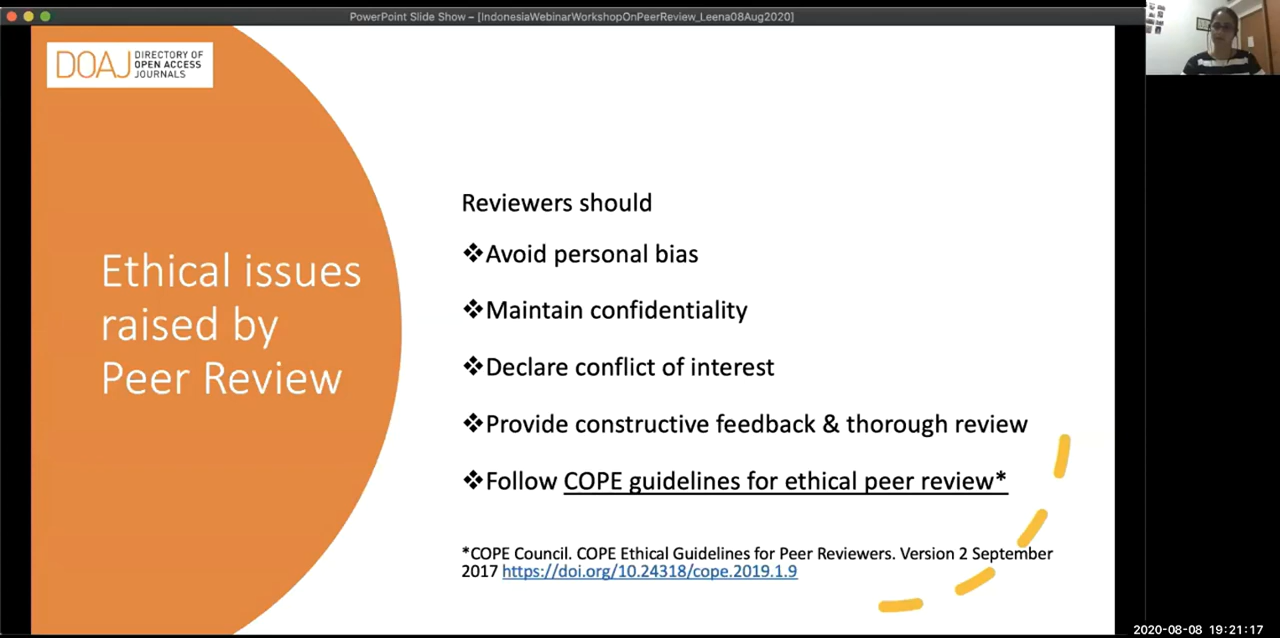 PowerPoint Slide Show – [IndonesiaWebinarWorkshopOnPeerReview_Leena08Aug2020]
DOAJ DIRECTORY OF
OPEN ACCESS
JOURNALS
Ethical issues
raised by
Peer Review
Reviewers should
❖Avoid personal bias
❖Maintain confidentiality
❖Declare conflict of interest
❖Provide constructive feedback & thorough review
❖Follow COPE guidelines for ethical peer review*
*COPE Council. COPE Ethical Guidelines for Peer Reviewers. Version 2 September
2017 https://doi.org/10.24318/cope.2019.1.9
2020-08-08 19:21:17